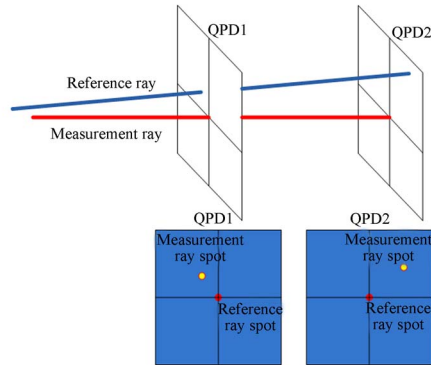 QPD1
QPD2
Reference ray
Measurement ray
QPD1
QPD2
Measurement
ray spot
Measurement
ray spot
Reference
ray spot
Reference
ray spot